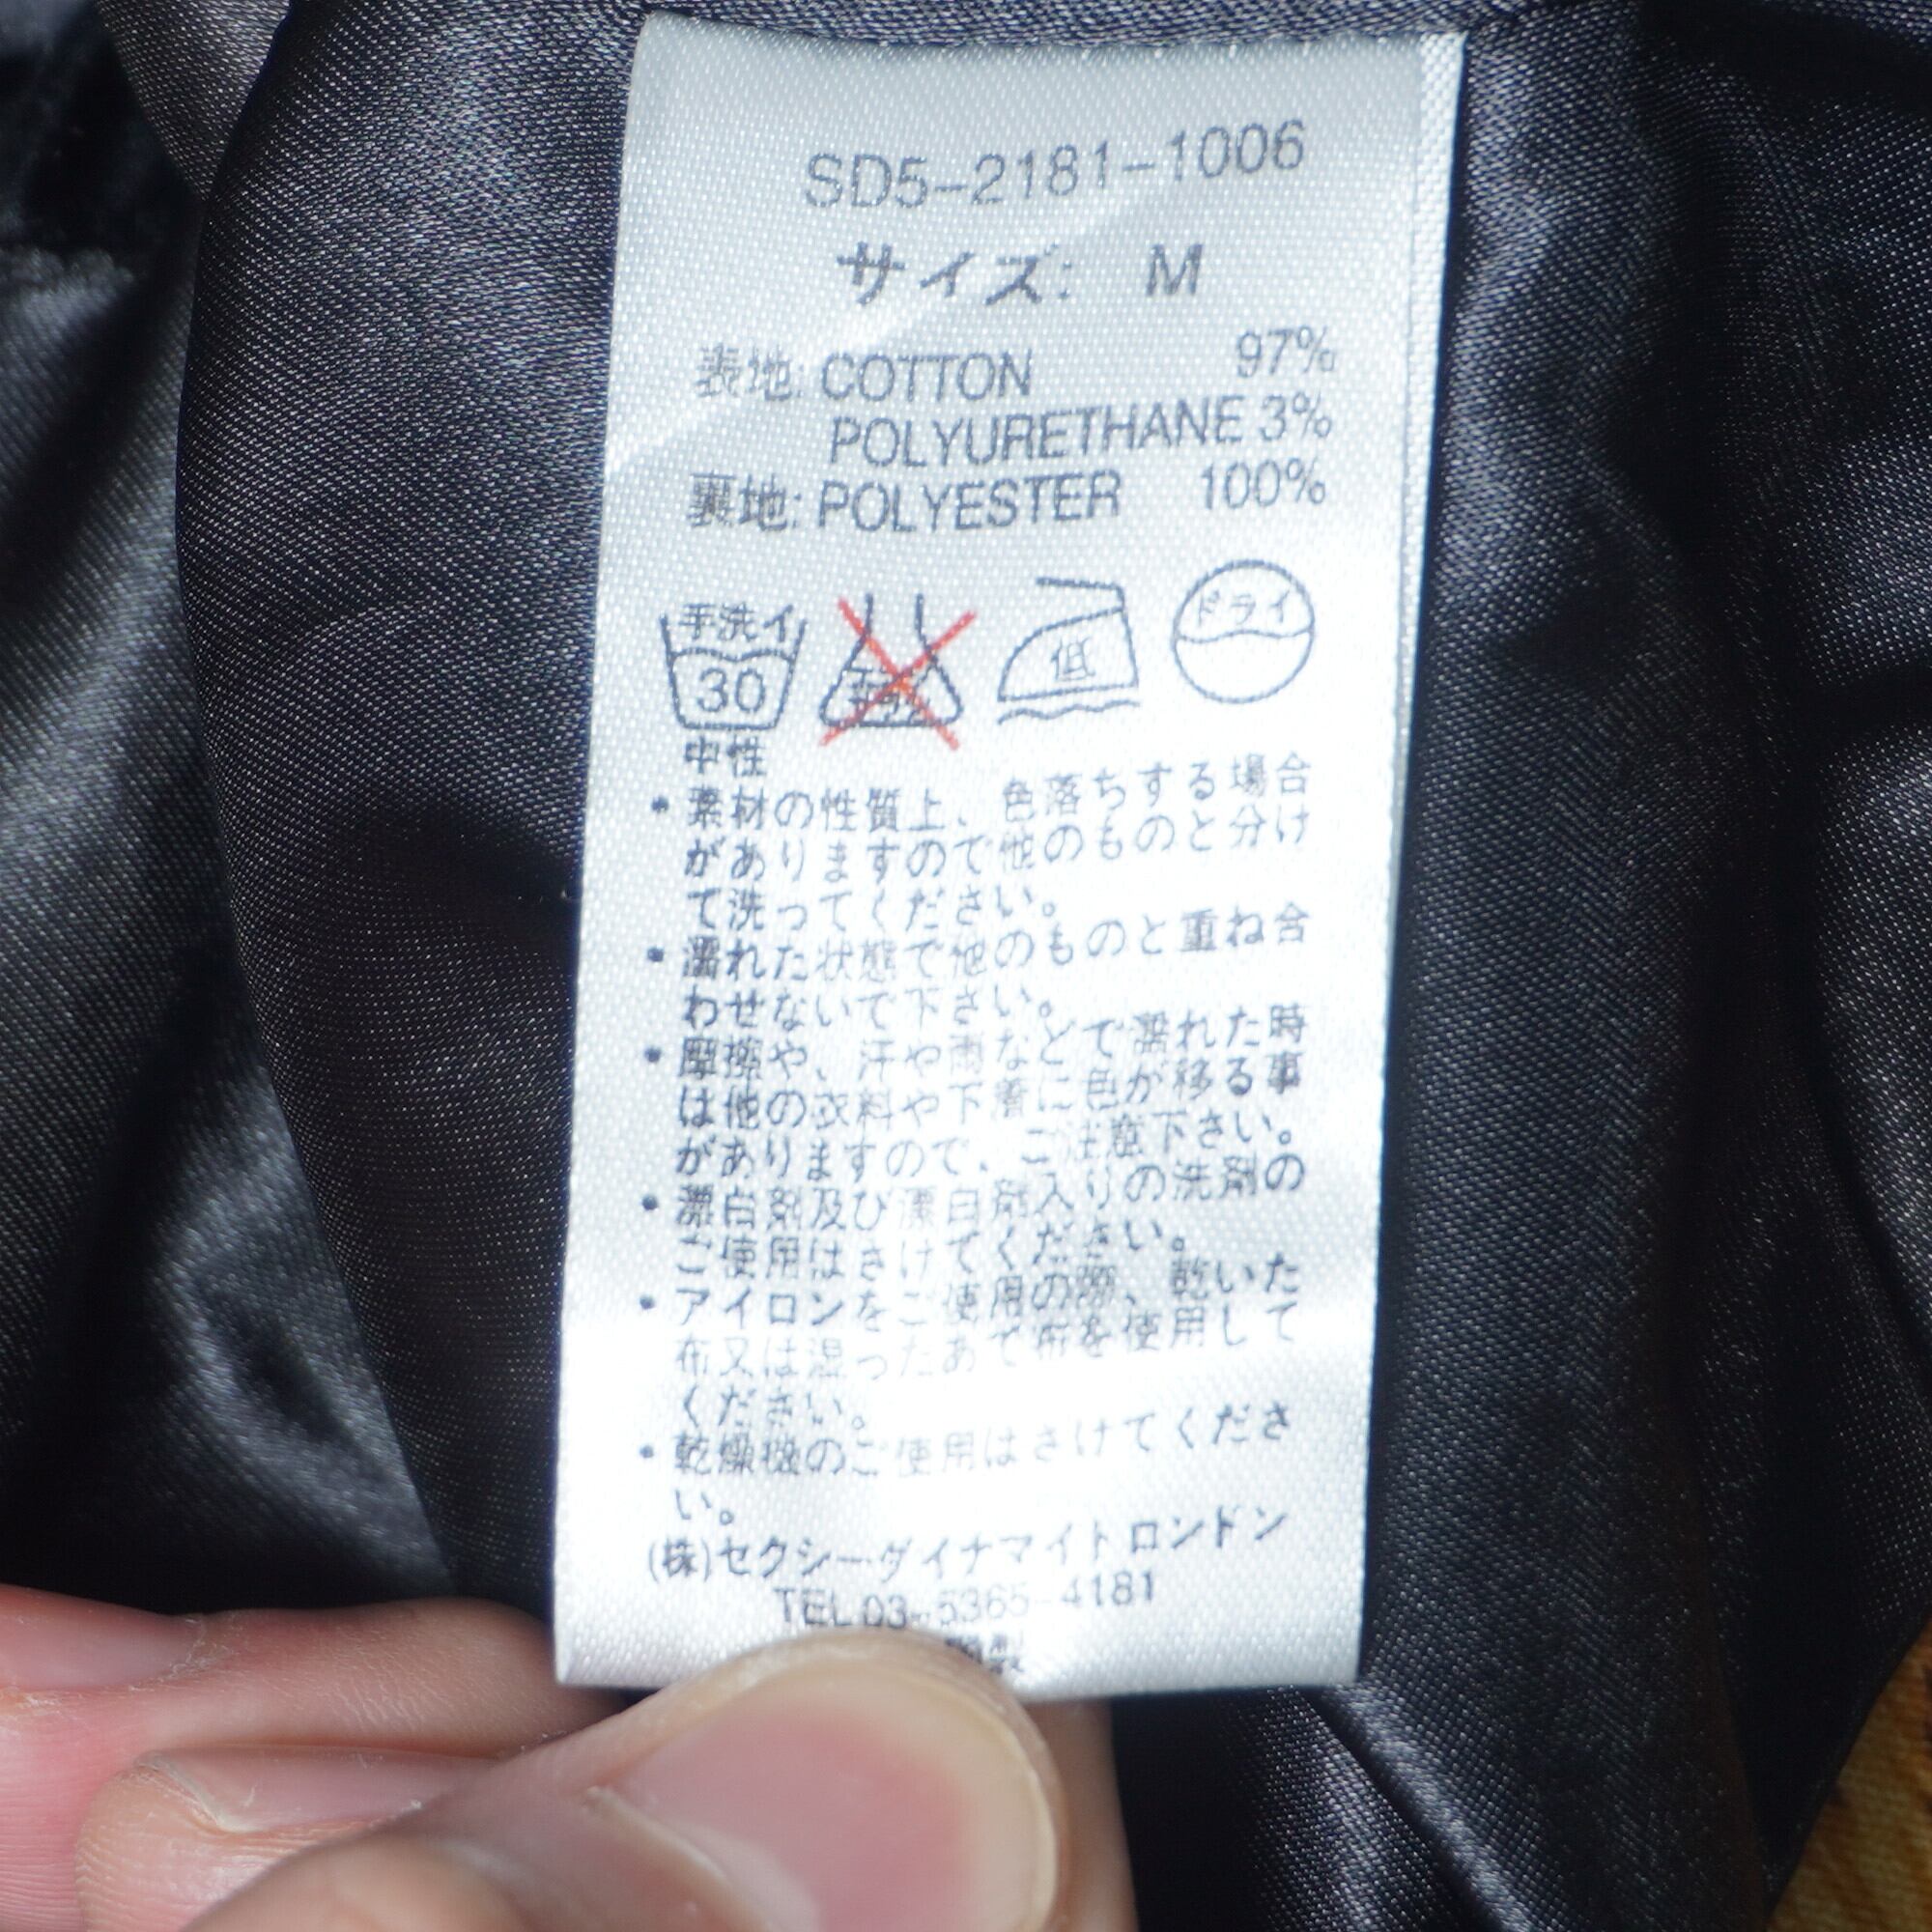 SD5-2181-1006
サイズ: M
表地: COTTON 97%
POLYURETHANE 3%
裏地: POLYESTER 100%
手洗イ 30 低 ドライ
中性
・素材の性質上、色落ちする場合
がありますので他のものと分け
て洗ってください。
・濡れた状態で他のものと重ね合
わせないで下さい。
・摩擦や、汗や雨などで濡れた時
は他の衣料や下着に色が移る事
がありますので、ご注意下さい。
・漂白剤及び漂白剤入りの洗剤の
ご使用はさけてください。
・アイロンをご使用の際、乾いた
布又は湿ったあて布を使用して
ください。
・乾燥機のご使用はさけてくださ
い。
(株)セクシーダイナマイトロンドン
TEL 03-5365-4181